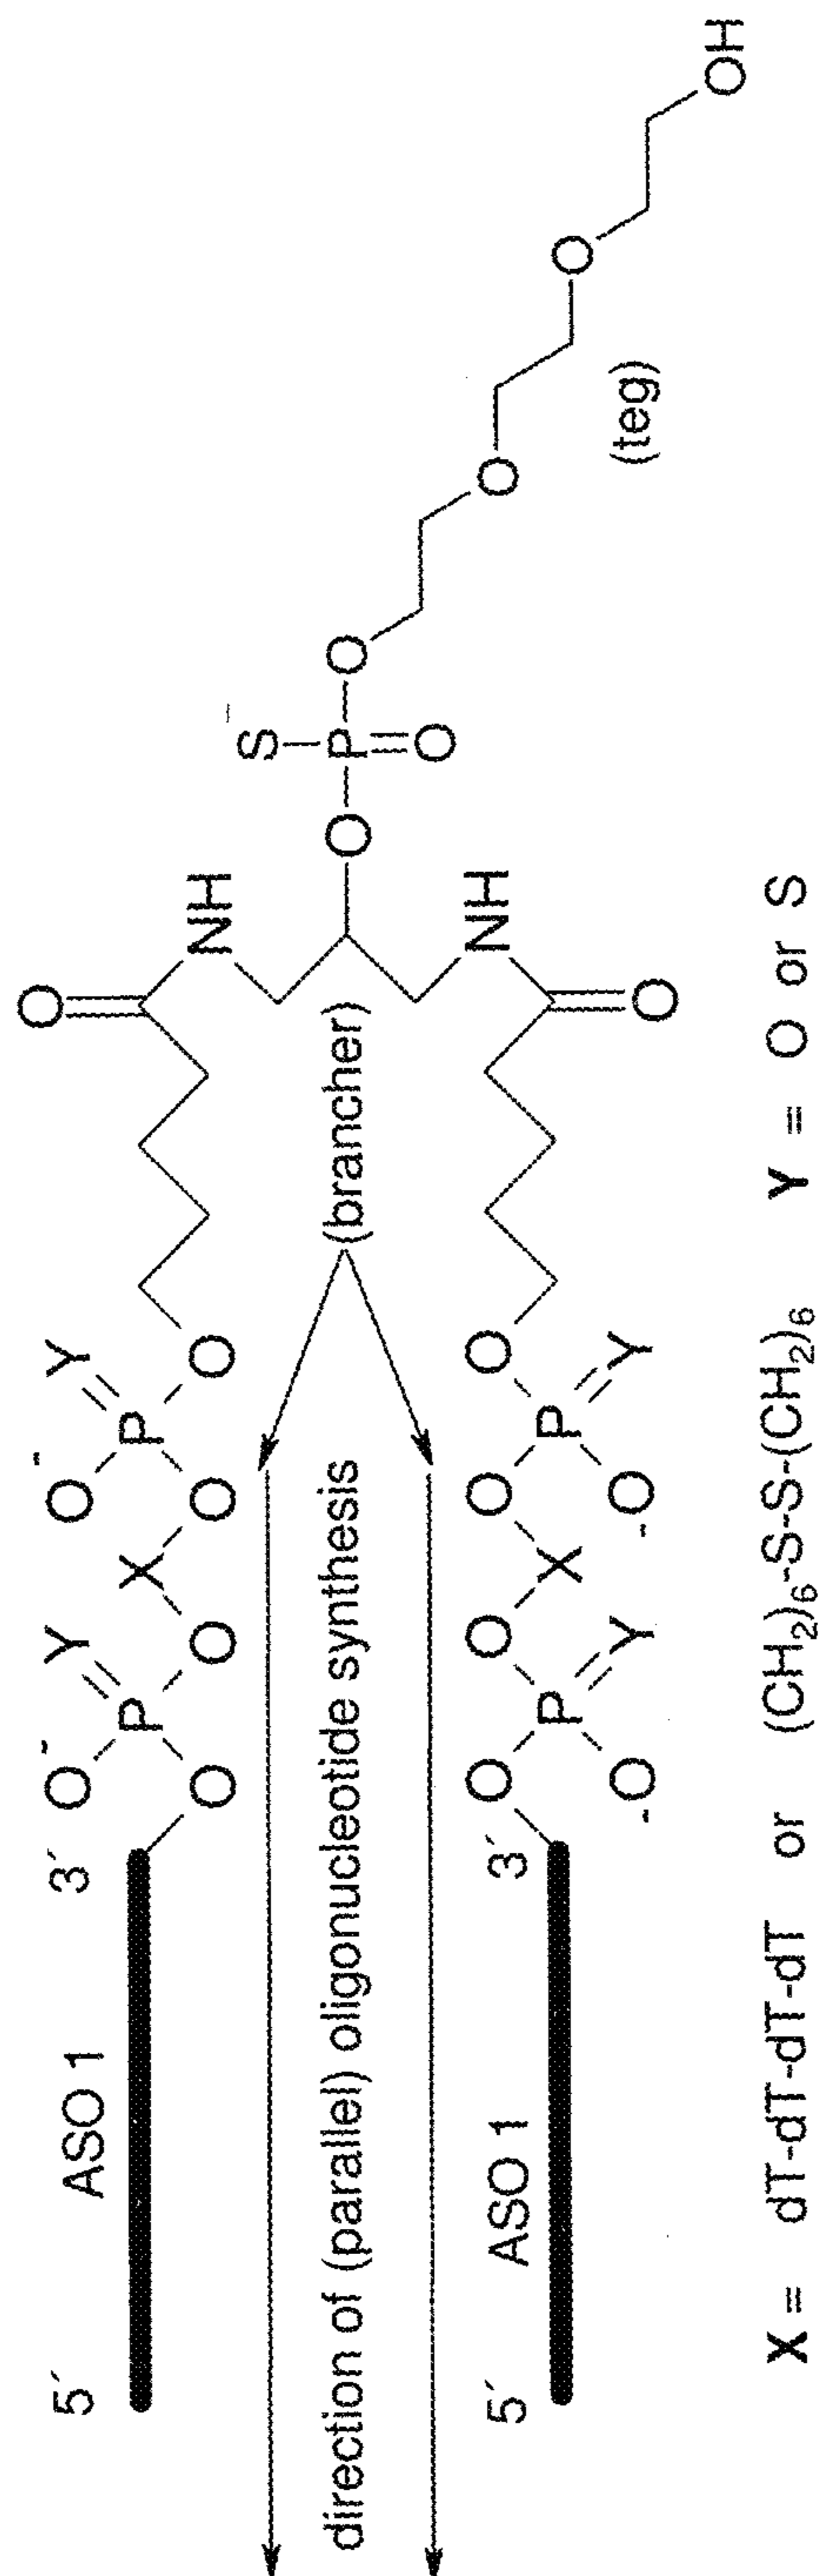 5´ ASO 1 3´
O⁻ P Y O X O⁻ P Y O O
O NH
S⁻
O P O O O OH
O
(teg)
(brancher)
direction of (parallel) oligonucleotide synthesis
NH
O
5´ ASO 1 3´
O P Y ⁻O O X O P Y ⁻O O
X = dT-dT-dT-dT or (CH₂)₆-S-S-(CH₂)₆ Y = O or S